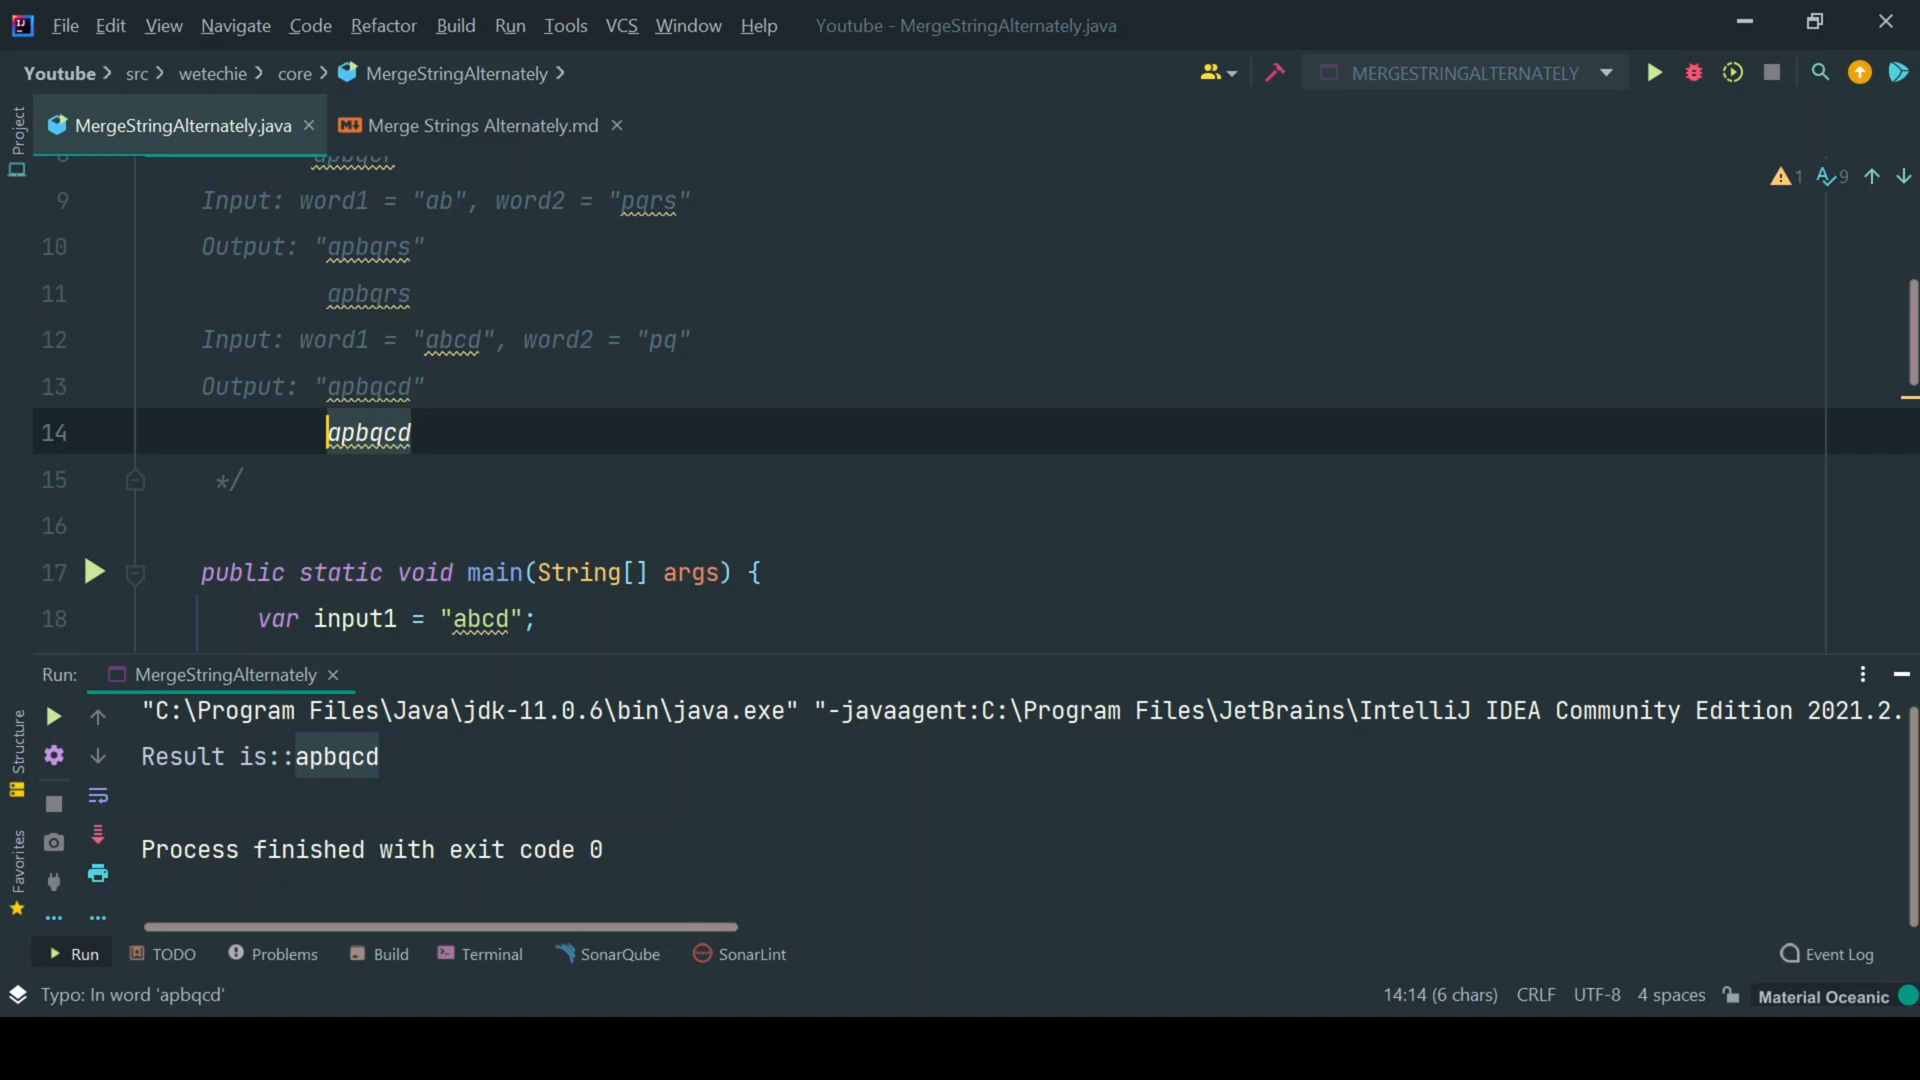 File Edit View Navigate Code Refactor Build Run Tools VCS Window Help Youtube - MergeStringAlternately.java
Youtube src wetechie core MergeStringAlternately MERGESTRINGALTERNATELY
MergeStringAlternately.java Merge Strings Alternately.md
Project
1 9
9 Input: word1 = "ab", word2 = "pqrs"
10 Output: "apbqrs"
11 apbqrs
12 Input: word1 = "abcd", word2 = "pq"
13 Output: "apbqcd"
14 apbqcd
15 */
16
17 public static void main(String[] args) {
18 var input1 = "abcd";
Run: MergeStringAlternately
"C:\Program Files\Java\jdk-11.0.6\bin\java.exe" "-javaagent:C:\Program Files\JetBrains\IntelliJ IDEA Community Edition 2021.2.
Result is::apbqcd
Process finished with exit code 0
Structure
Favorites
Run TODO Problems Build Terminal SonarQube SonarLint Event Log
Typo: In word 'apbqcd' 14:14 (6 chars) CRLF UTF-8 4 spaces Material Oceanic